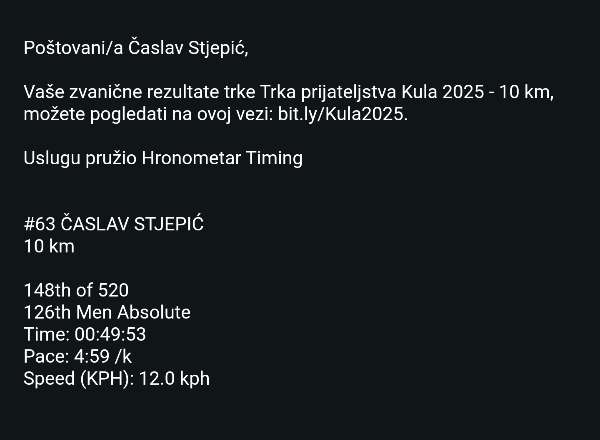 Poštovani/a Časlav Stjepić,
Vaše zvanične rezultate trke Trka prijateljstva Kula 2025 - 10 km,
možete pogledati na ovoj vezi: bit.ly/Kula2025.
Uslugu pružio Hronometar Timing
#63 ČASLAV STJEPIĆ
10 km
148th of 520
126th Men Absolute
Time: 00:49:53
Pace: 4:59 /k
Speed (KPH): 12.0 kph